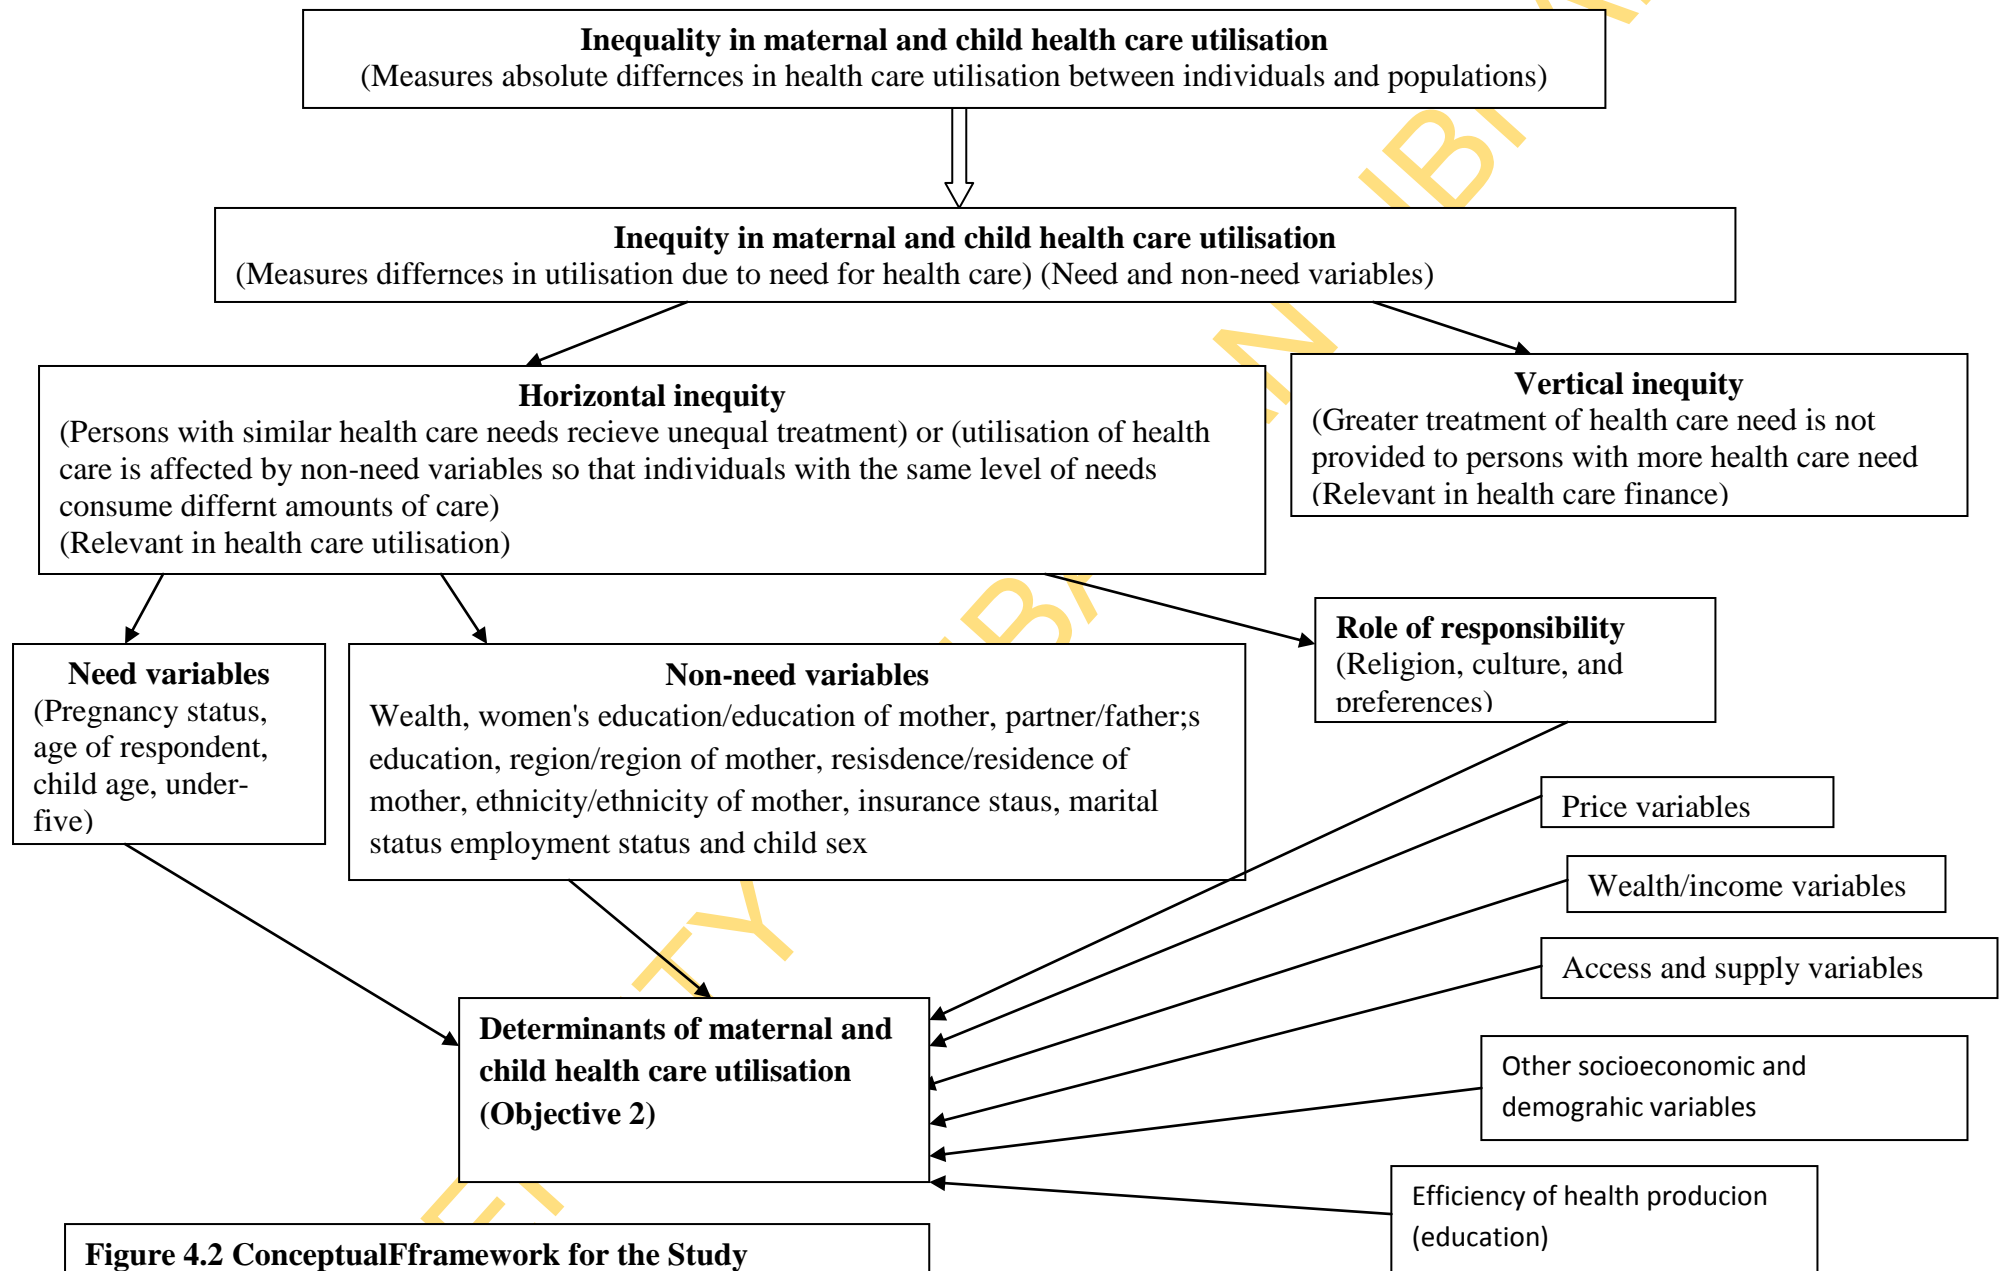 Inequality in maternal and child health care utilisation
(Measures absolute differnces in health care utilisation between individuals and populations)
Inequity in maternal and child health care utilisation
(Measures differnces in utilisation due to need for health care) (Need and non-need variables)
Horizontal inequity
(Persons with similar health care needs recieve unequal treatment) or (utilisation of health
care is affected by non-need variables so that individuals with the same level of needs
consume differnt amounts of care)
(Relevant in health care utilisation)
Vertical inequity
(Greater treatment of health care need is not
provided to persons with more health care need
(Relevant in health care finance)
Need variables
(Pregnancy status,
age of respondent,
child age, under-
five)
Non-need variables
Wealth, women's education/education of mother, partner/father;s
education, region/region of mother, resisdence/residence of
mother, ethnicity/ethnicity of mother, insurance staus, marital
status employment status and child sex
Role of responsibility
(Religion, culture, and
preferences)
Price variables
Wealth/income variables
Access and supply variables
Other socioeconomic and
demograhic variables
Efficiency of health producion
(education)
Determinants of maternal and
child health care utilisation
(Objective 2)
Figure 4.2 ConceptualFframework for the Study